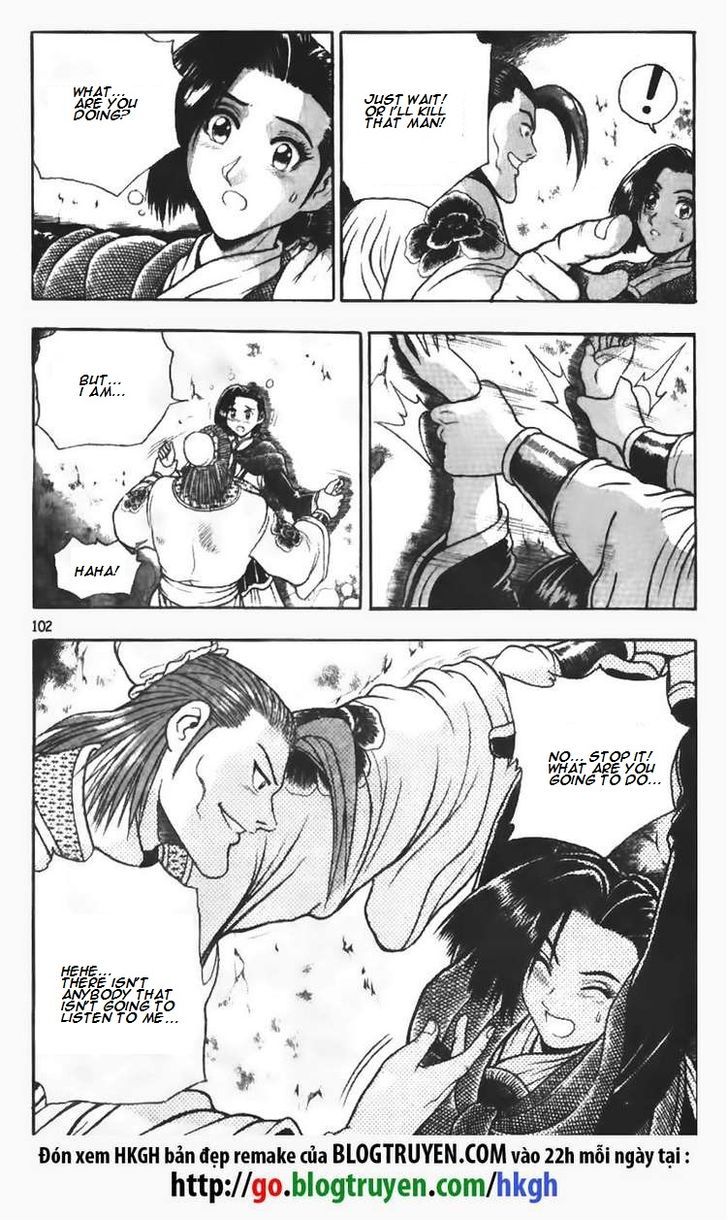 WHAT...
ARE YOU
DOING?
JUST WAIT!
OR I'LL KILL
THAT MAN!
!
BUT...
I AM...
HAHA!
102
NO... STOP IT!
WHAT ARE YOU
GOING TO DO...
HEHE...
THERE ISN'T
ANYBODY THAT
ISN'T GOING TO
LISTEN TO ME...
Đón xem HKGH bản đẹp remake của BLOGTRUYEN.COM vào 22h mỗi ngày tại :
http://go.blogtruyen.com/hkgh